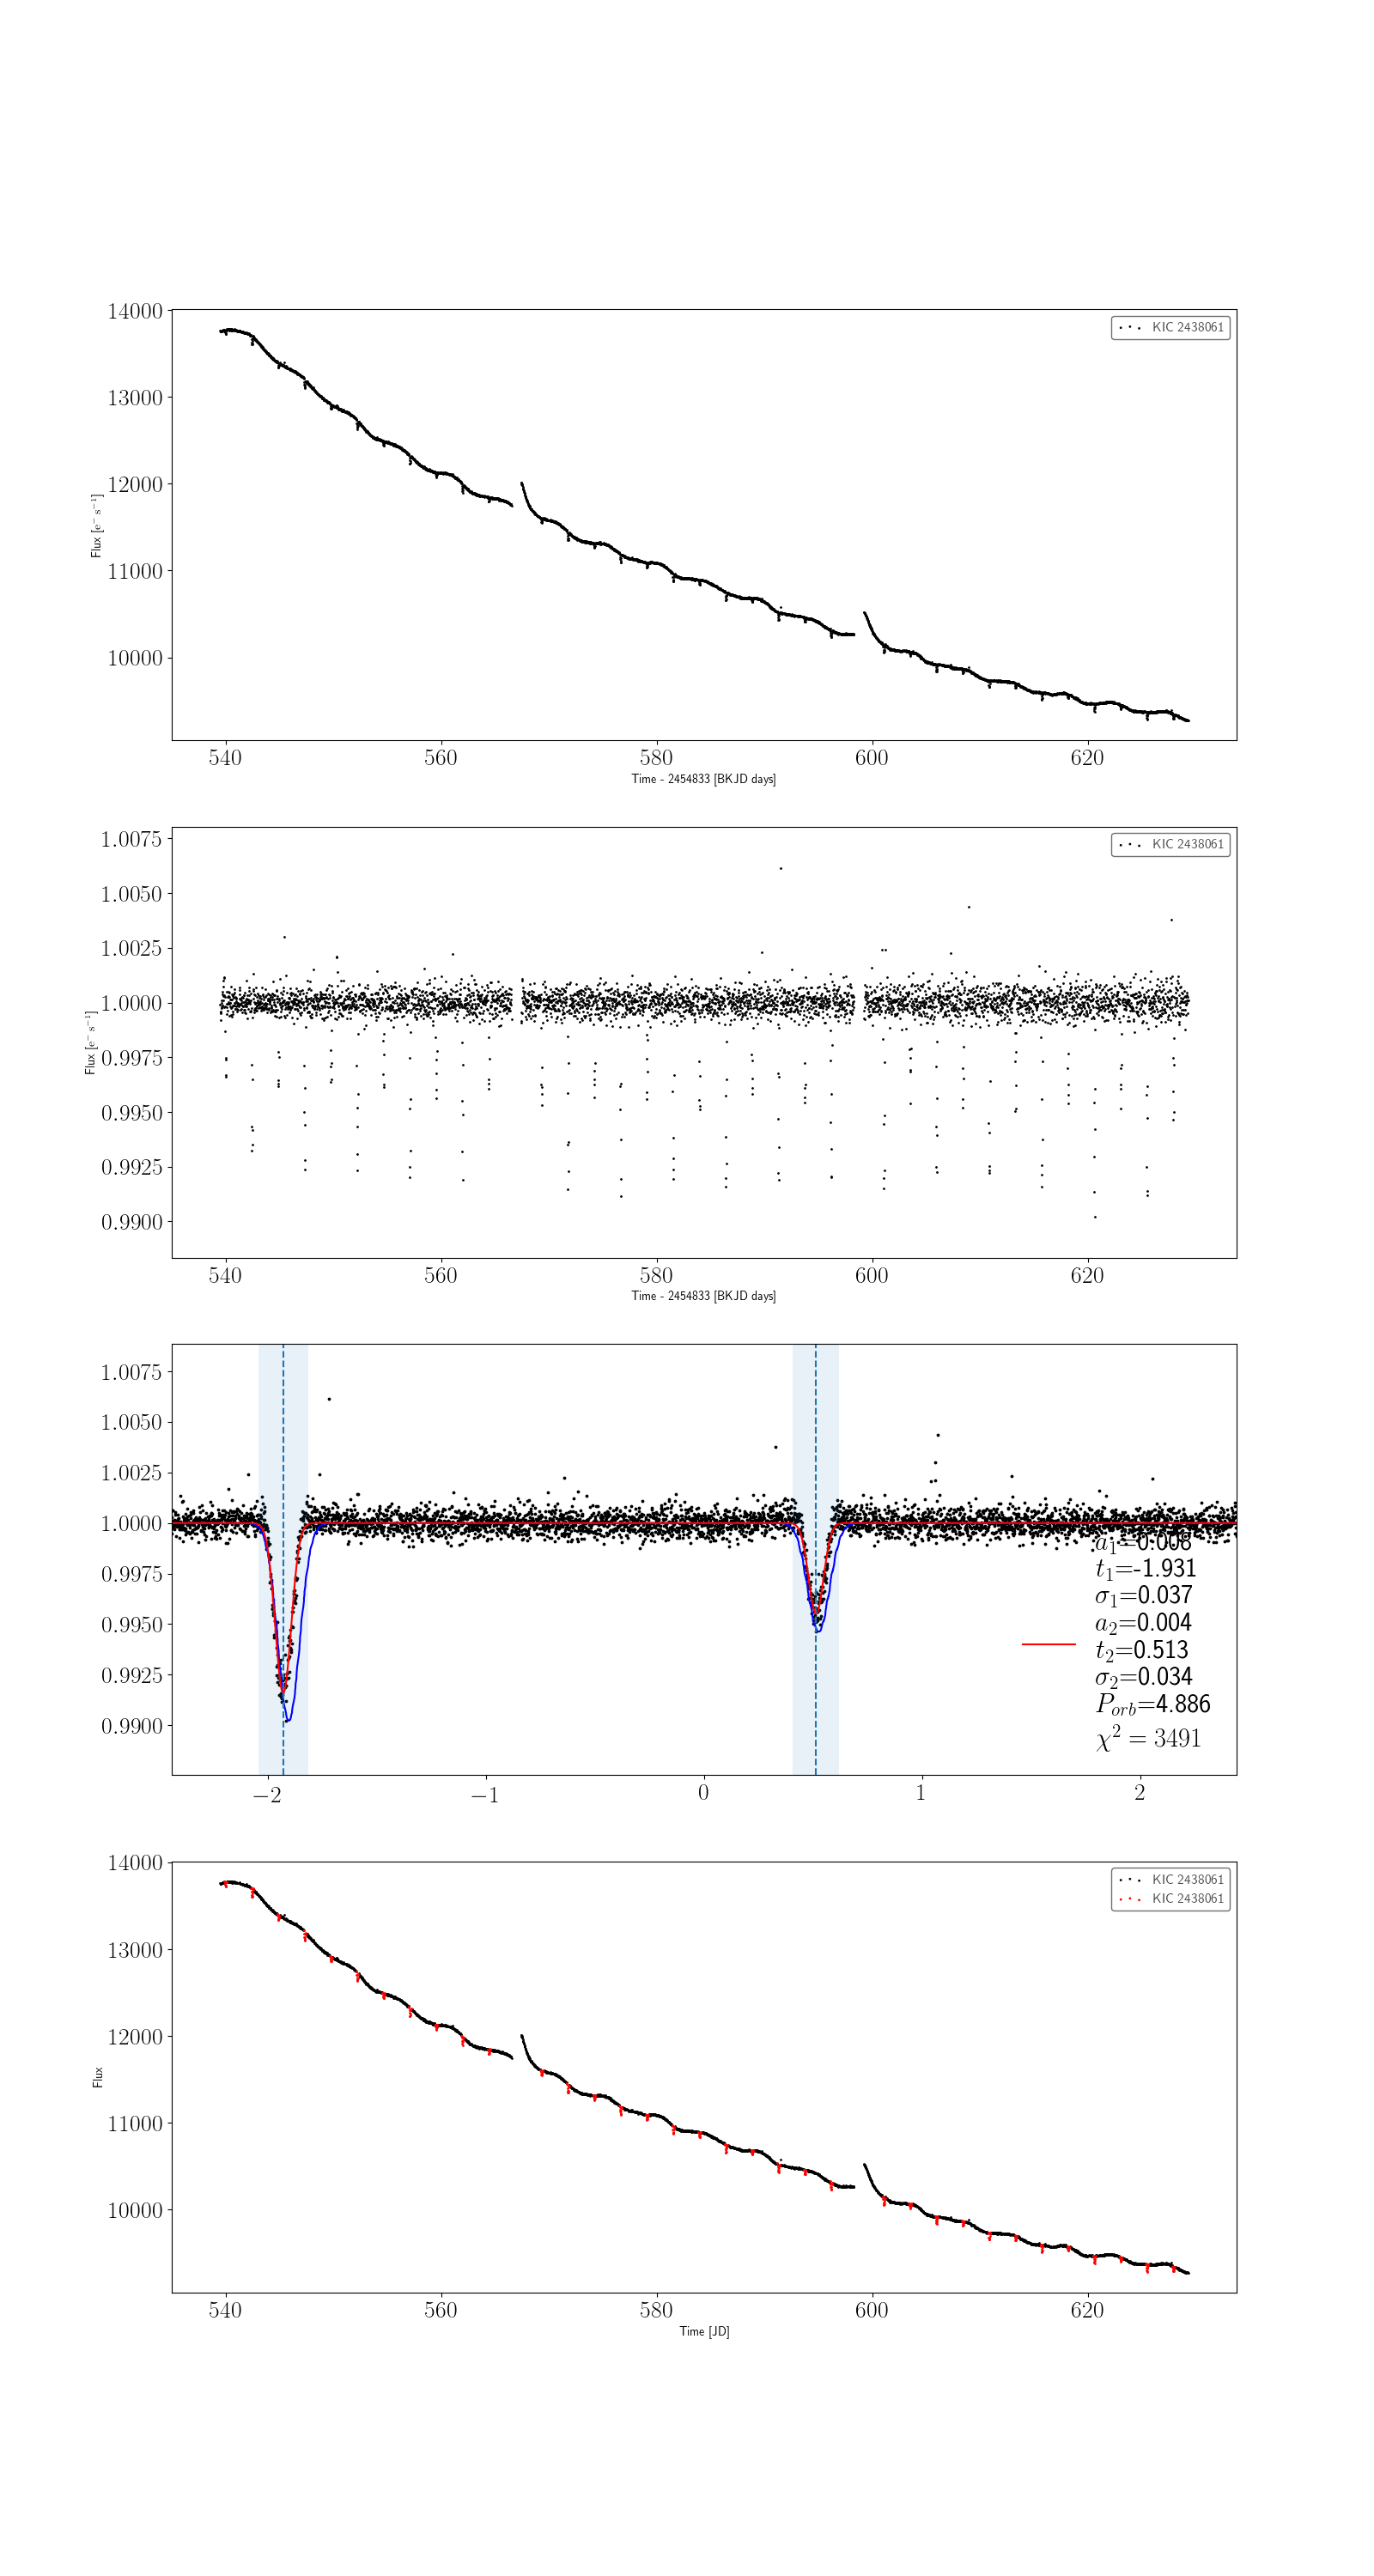 14000
13000
12000
11000
10000
Flux [e⁻ s⁻¹]
KIC 2438061
540 560 580 600 620
Time - 2454833 [BKJD days]
1.0075
1.0050
1.0025
1.0000
0.9975
0.9950
0.9925
0.9900
Flux [e⁻ s⁻¹]
KIC 2438061
540 560 580 600 620
Time - 2454833 [BKJD days]
1.0075
1.0050
1.0025
1.0000
0.9975
0.9950
0.9925
0.9900
a₁=0.008
t₁=-1.931
σ₁=0.037
a₂=0.004
t₂=0.513
σ₂=0.034
P_orb=4.886
χ² = 3491
−2 −1 0 1 2
14000
13000
12000
11000
10000
Flux
KIC 2438061
KIC 2438061
540 560 580 600 620
Time [JD]